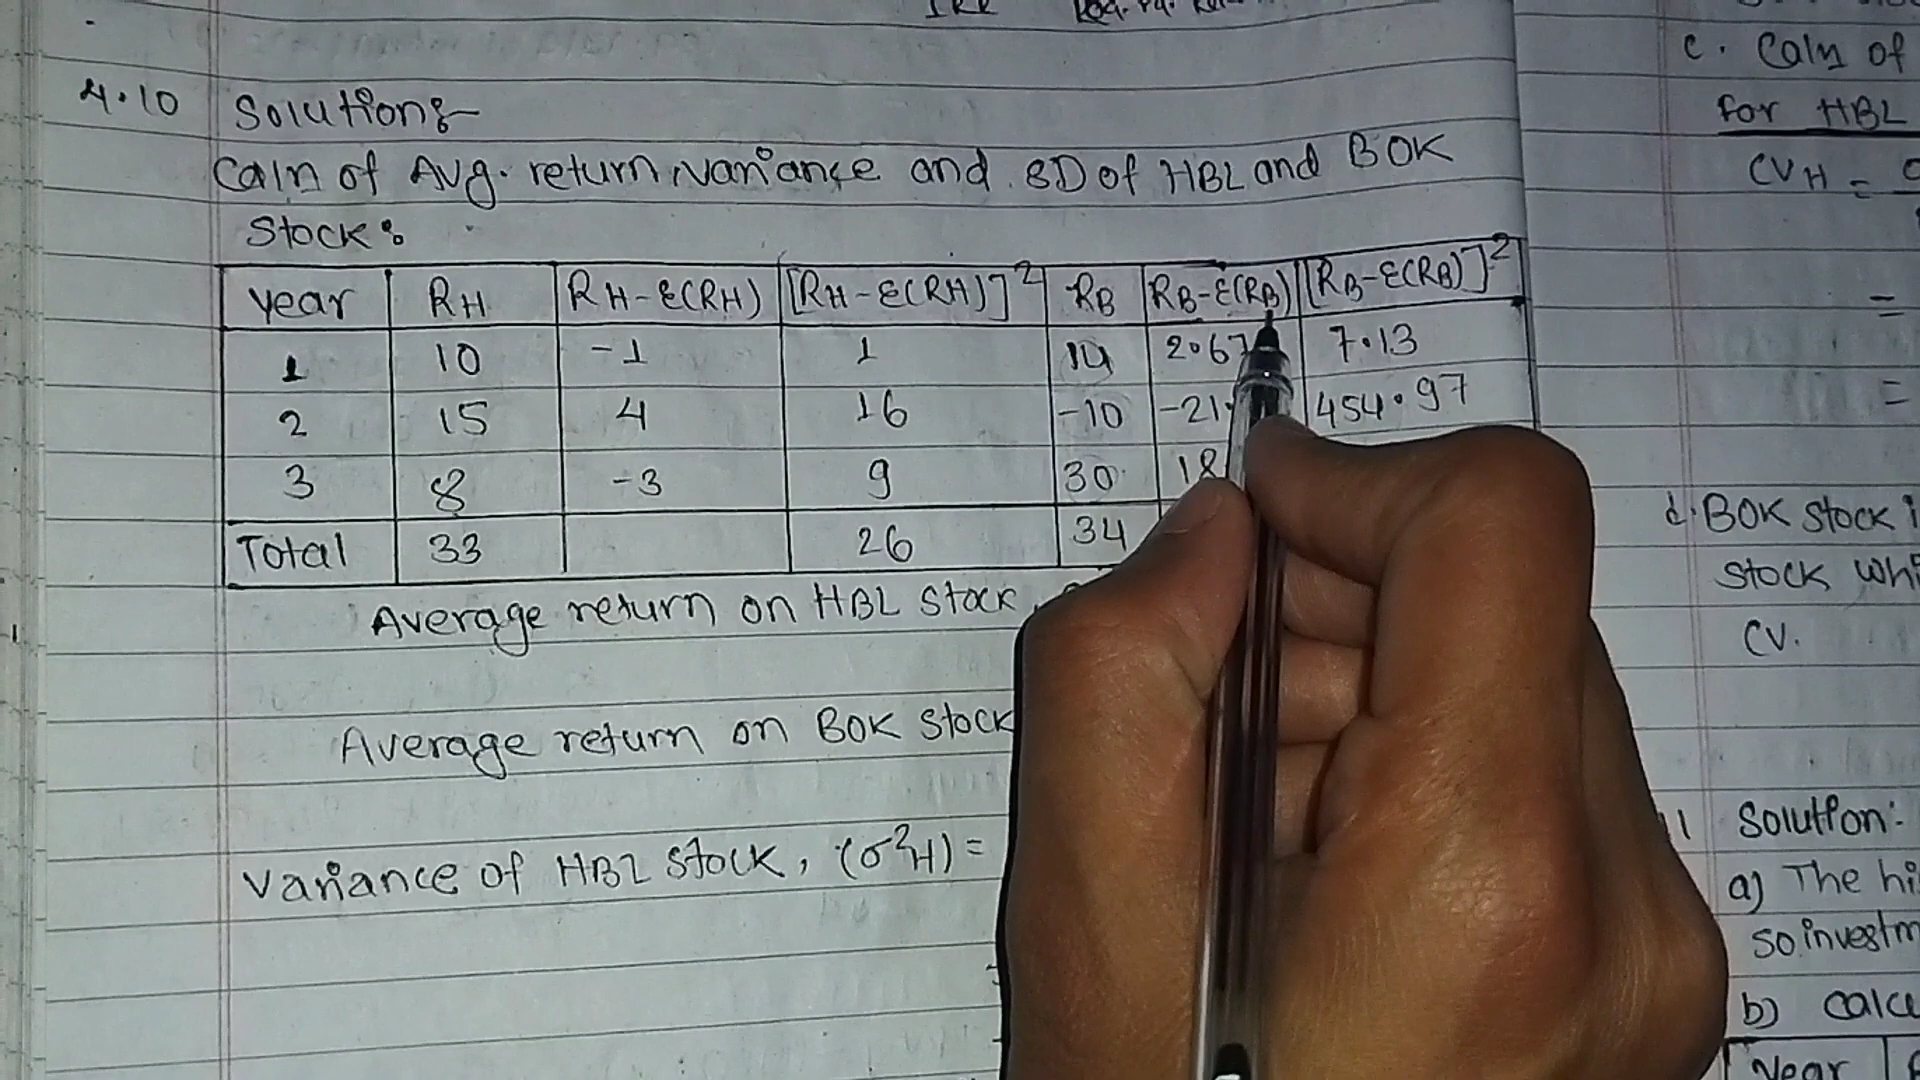 4.10 Solution:-
Caln of Avg. return, variance and SD of HBL and BOK
Stock:
year RH RH-E(RH) [RH-E(RH)]² RB RB-E(RB) [RB-E(RB)]²
1 10 -1 1 14 2.67 7.13
2 15 4 16 -10 -21. 454.97
3 8 -3 9 30 18
Total 33 26 34
Average return on HBL stock,
Average return on BOK stock
Variance of HBL stock, (σ²H) =
c. Caln of
for HBL
CVH =
=
=
d. BOK stock i
stock whi
CV.
Solution:
a) The hi
so investm
b) calcu
Year